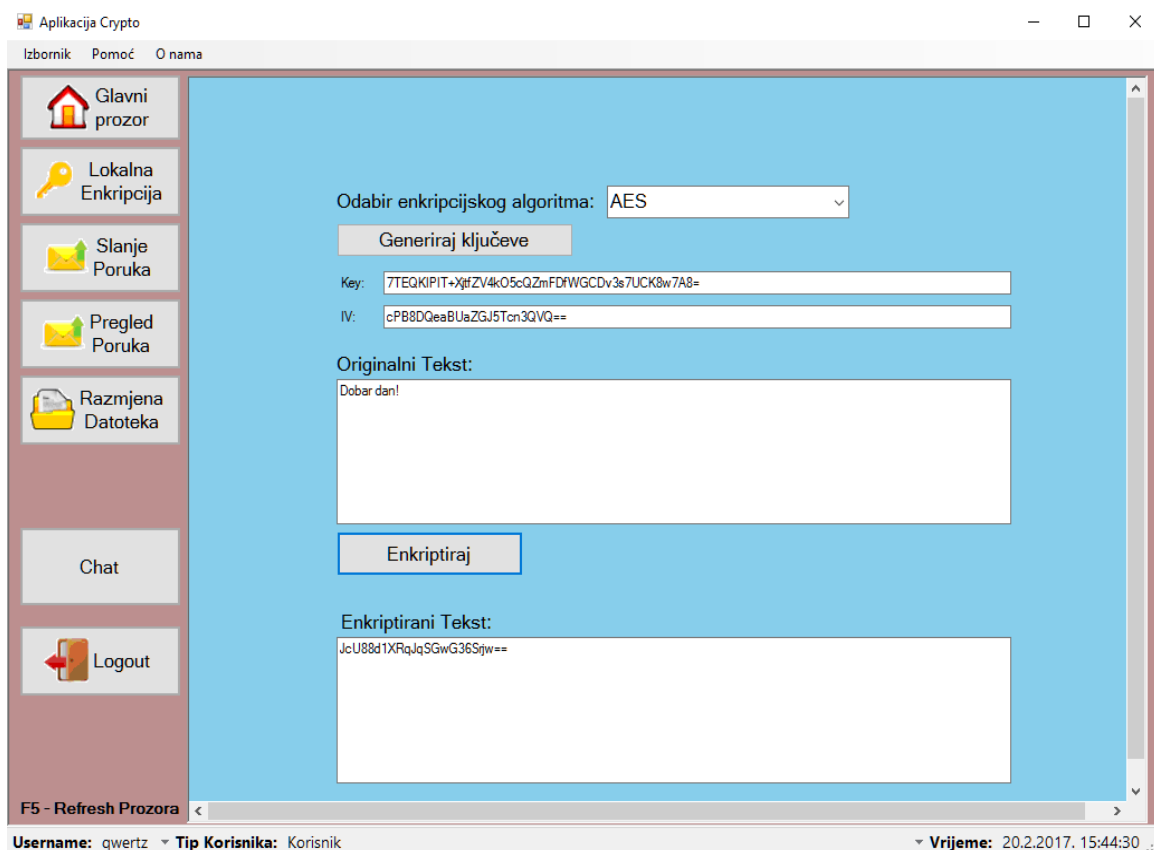 Aplikacija Crypto
Izbornik Pomoć O nama
Glavni
prozor
Lokalna
Enkripcija
Slanje
Poruka
Pregled
Poruka
Razmjena
Datoteka
Chat
Logout
F5 - Refresh Prozora
Odabir enkripcijskog algoritma: AES
Generiraj ključeve
Key: 7TEQKIPIT+XjtfZV4kO5cQZmFDfWGCDv3s7UCK8w7A8=
IV: cPB8DQeaBUaZGJ5Tcn3QVQ==
Originalni Tekst:
Dobar dan!
Enkriptiraj
Enkriptirani Tekst:
JcU88d1XRqJqSGwG36Srjw==
Username: qwertz Tip Korisnika: Korisnik Vrijeme: 20.2.2017. 15:44:30